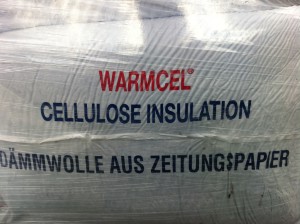 WARMCEL®
CELLULOSE INSULATION
DÄMMWOLLE AUS ZEITUNGSPAPIER